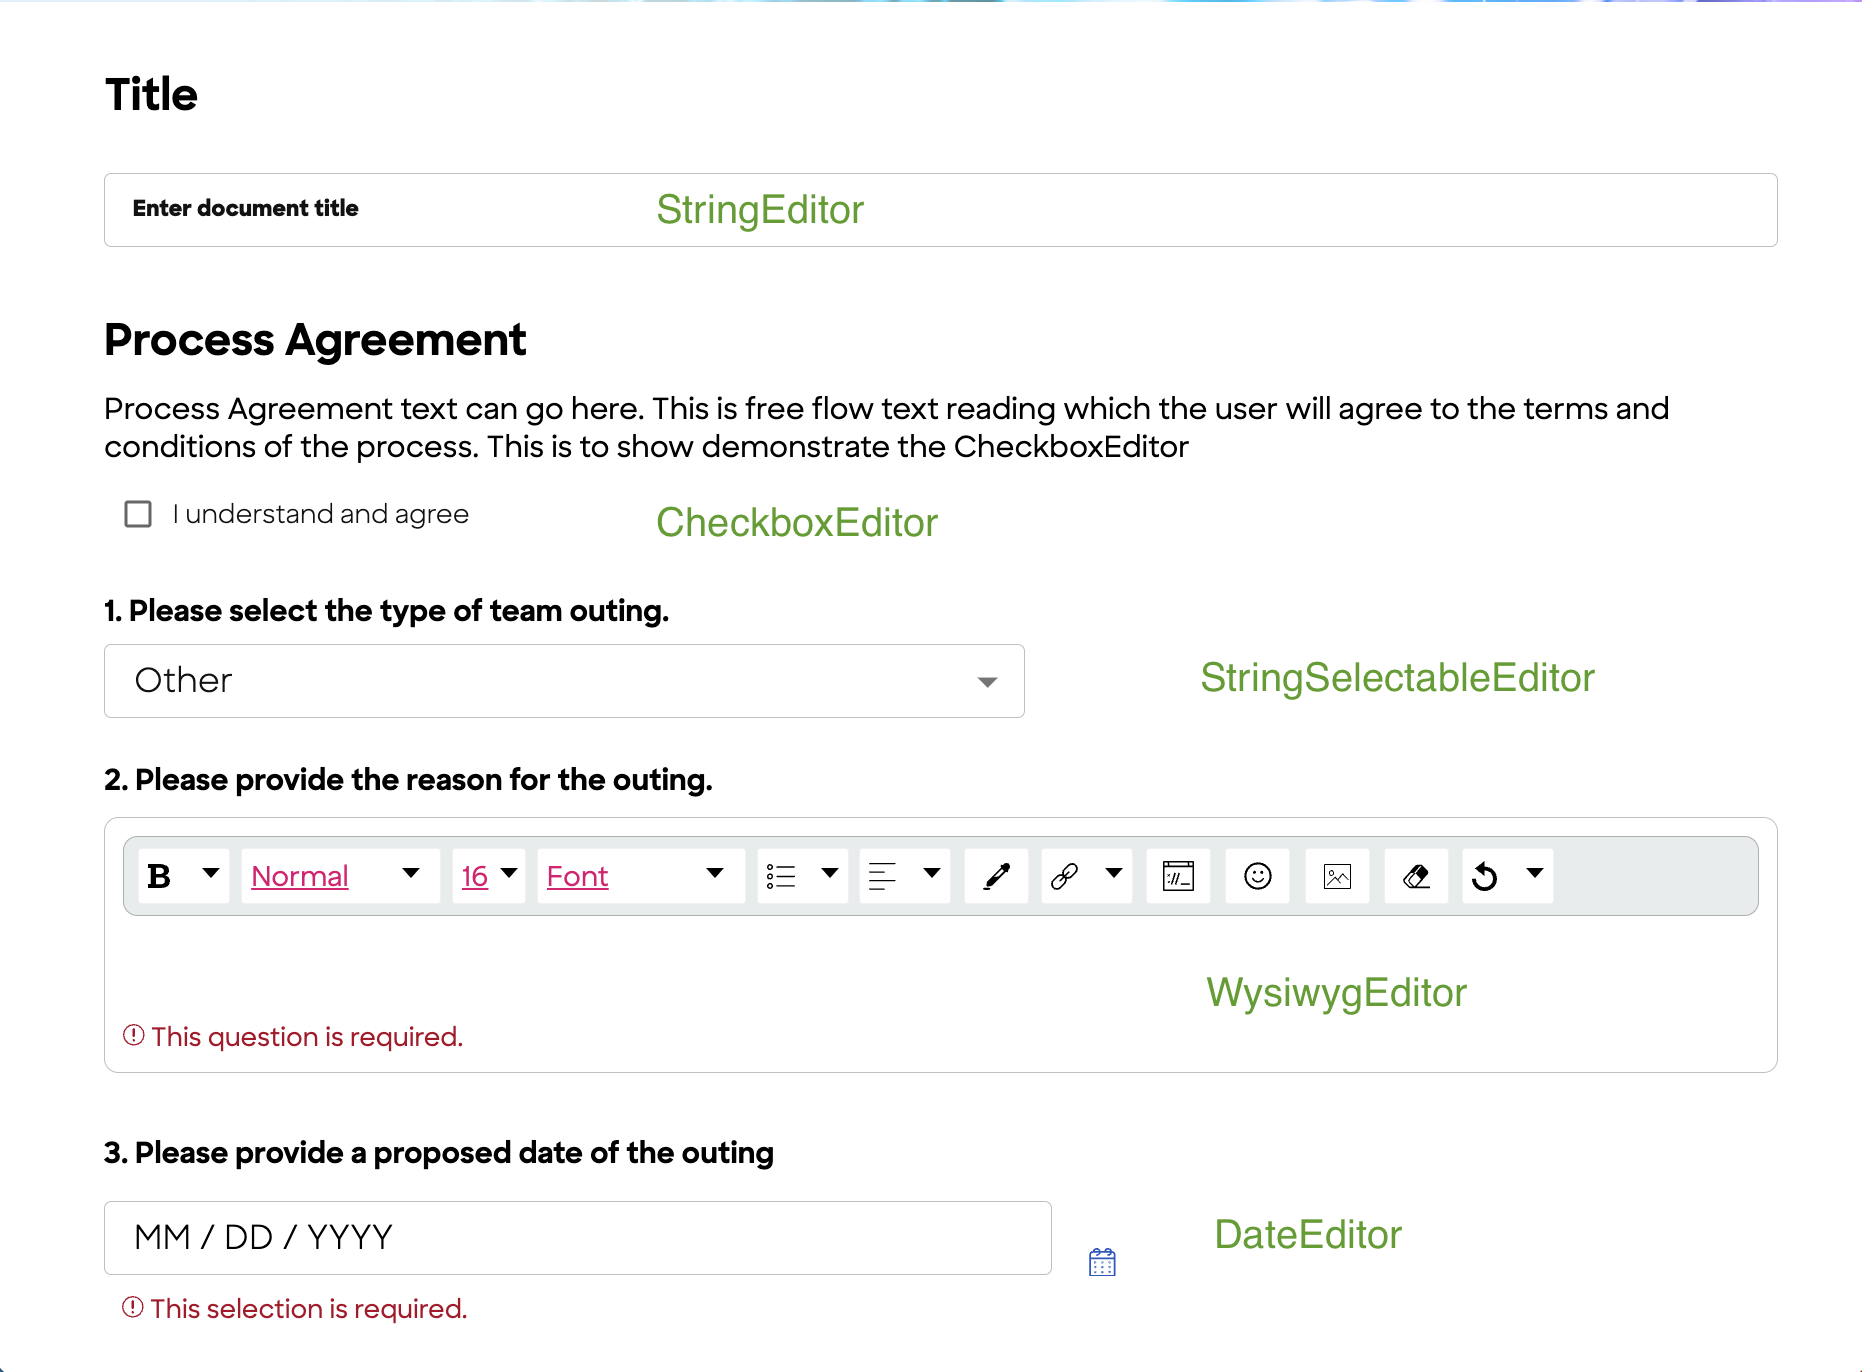 Title
Enter document title StringEditor
Process Agreement
Process Agreement text can go here. This is free flow text reading which the user will agree to the terms and
conditions of the process. This is to show demonstrate the CheckboxEditor
I understand and agree CheckboxEditor
1. Please select the type of team outing.
Other StringSelectableEditor
2. Please provide the reason for the outing.
B Normal 16 Font
WysiwygEditor
This question is required.
3. Please provide a proposed date of the outing
MM / DD / YYYY DateEditor
This selection is required.